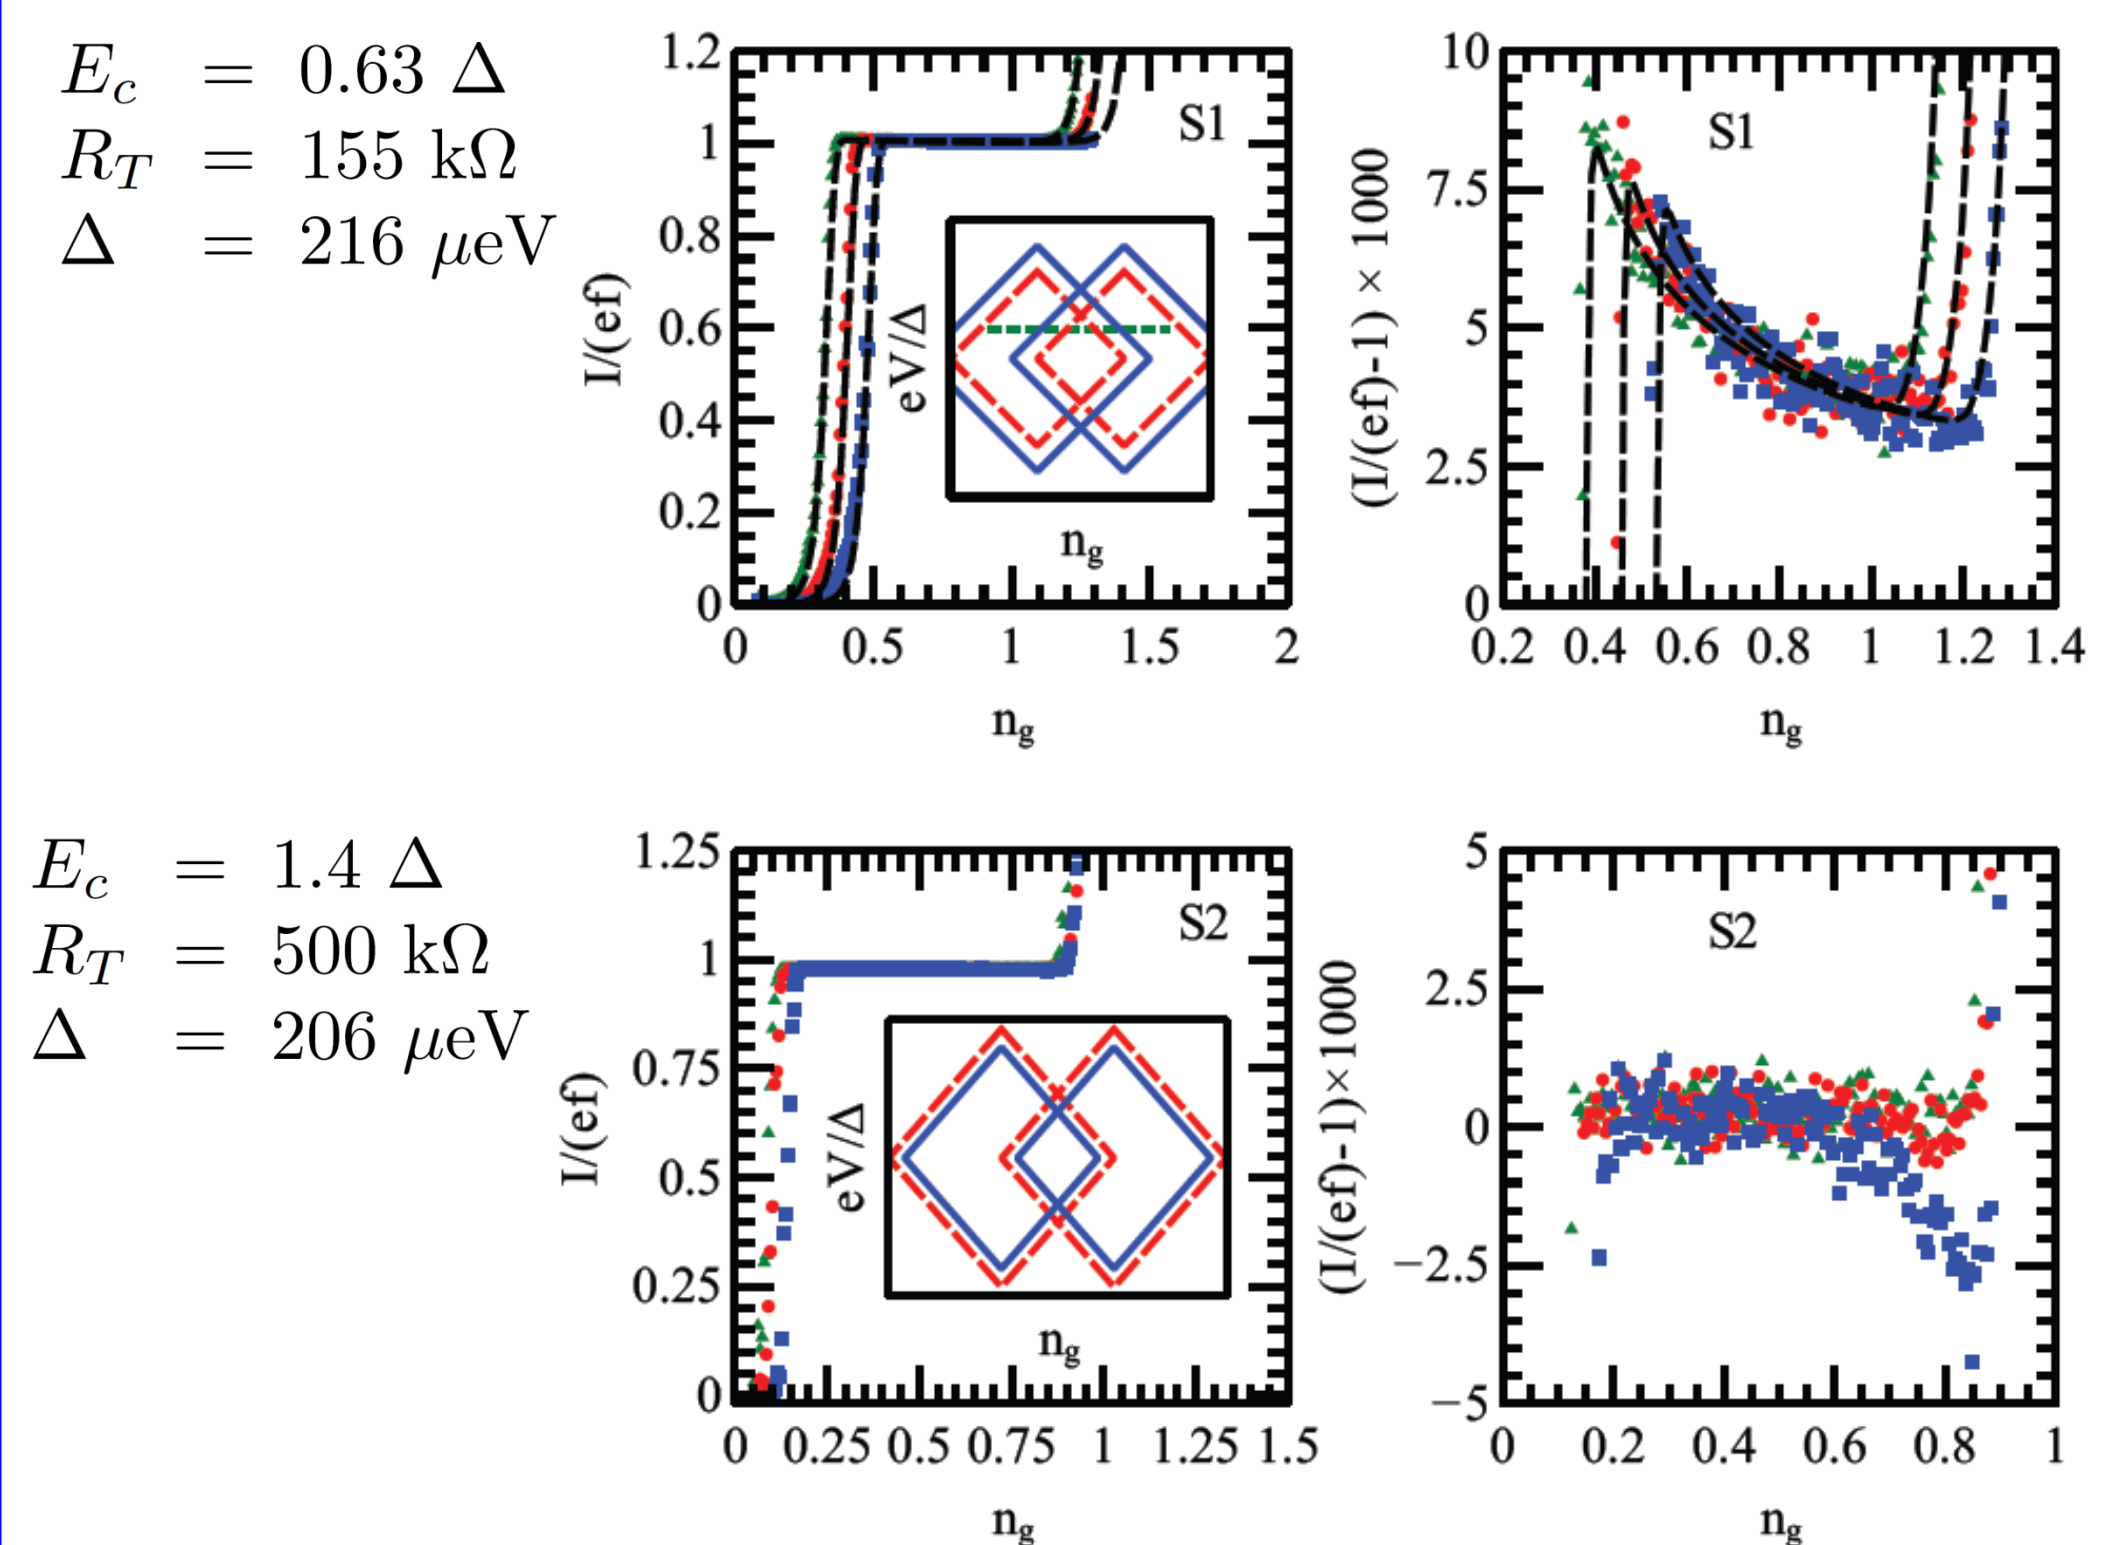 E_c = 0.63 Δ
R_T = 155 kΩ
Δ = 216 μeV
1.2
1
0.8
0.6
0.4
0.2
0
I/(ef)
S1
eV/Δ
n_g
0 0.5 1 1.5 2
n_g
10
7.5
5
2.5
0
(I/(ef)-1) × 1000
S1
0.2 0.4 0.6 0.8 1 1.2 1.4
n_g
E_c = 1.4 Δ
R_T = 500 kΩ
Δ = 206 μeV
1.25
1
0.75
0.5
0.25
0
I/(ef)
S2
eV/Δ
n_g
0 0.25 0.5 0.75 1 1.25 1.5
n_g
5
2.5
0
−2.5
−5
(I/(ef)-1)×1000
S2
0 0.2 0.4 0.6 0.8 1
n_g